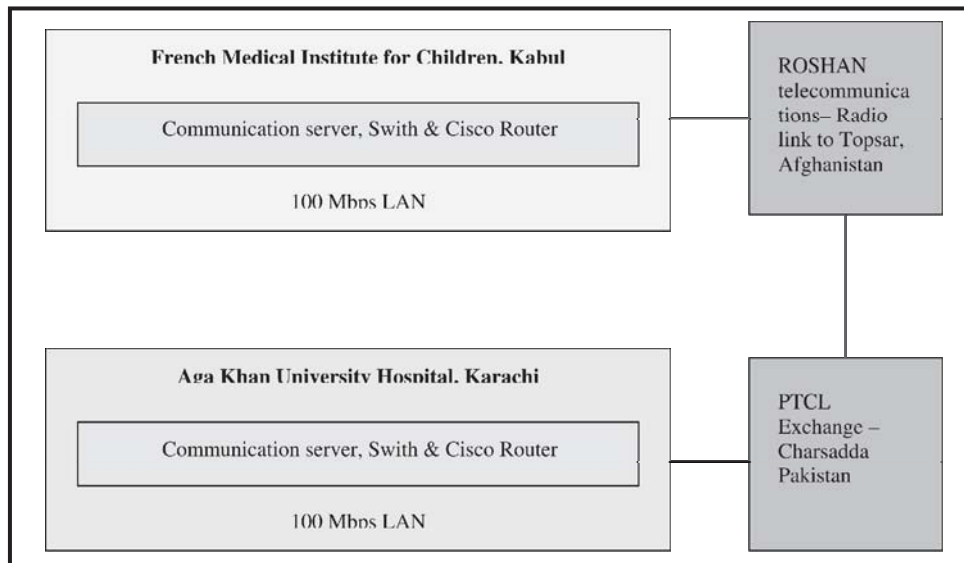 French Medical Institute for Children, Kabul
Communication server, Swith & Cisco Router
100 Mbps LAN
ROSHAN
telecommunica
tions– Radio
link to Topsar,
Afghanistan
Aga Khan University Hospital, Karachi
Communication server, Swith & Cisco Router
100 Mbps LAN
PTCL
Exchange –
Charsadda
Pakistan